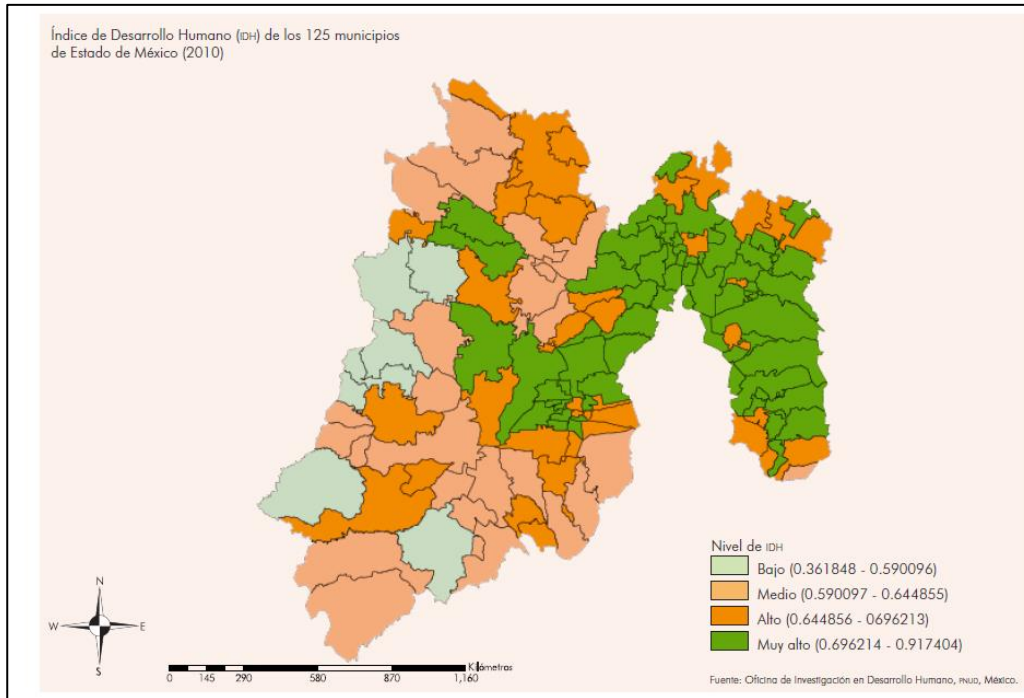 Índice de Desarrollo Humano (IDH) de los 125 municipios
de Estado de México (2010)
Nivel de IDH
Bajo (0.361848 - 0.590096)
Medio (0.590097 - 0.644855)
Alto (0.644856 - 0696213)
Muy alto (0.696214 - 0.917404)
N
W E
S
Kilómetros
0 145 290 580 870 1,160
Fuente: Oficina de Investigación en Desarrollo Humano, PNUD, México.